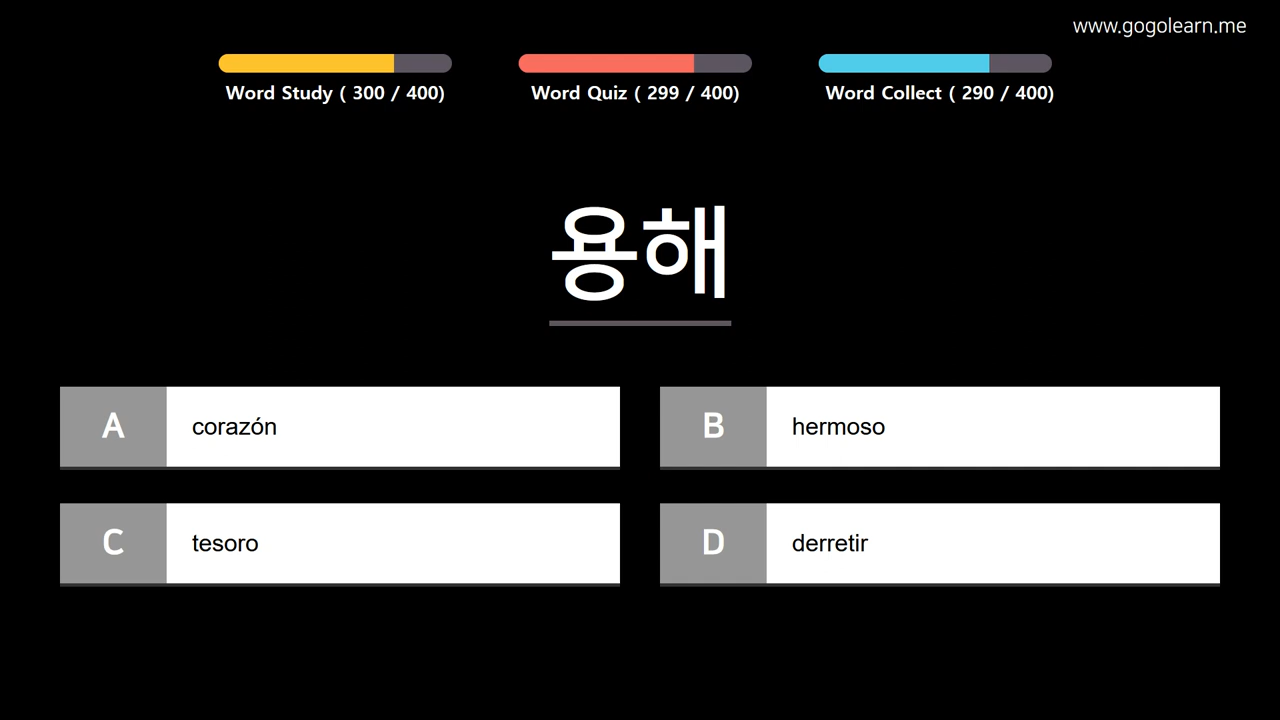 www.gogolearn.me
Word Study ( 300 / 400)
Word Quiz ( 299 / 400)
Word Collect ( 290 / 400)
용해
A corazón
B hermoso
C tesoro
D derretir